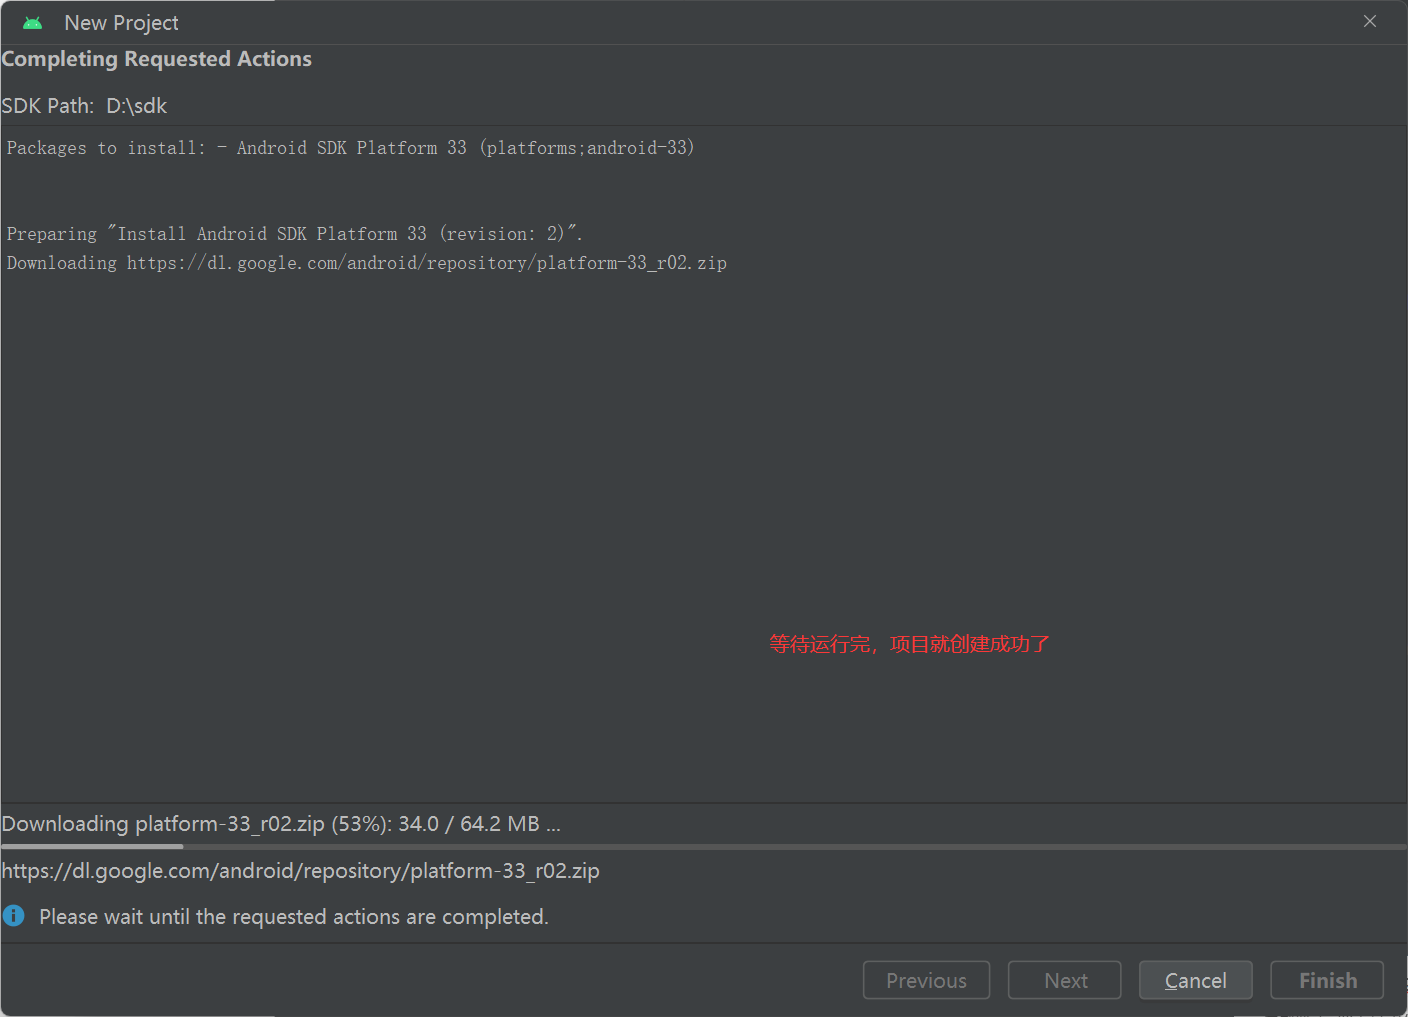 New Project
Completing Requested Actions
SDK Path: D:\sdk
Packages to install: - Android SDK Platform 33 (platforms;android-33)
Preparing "Install Android SDK Platform 33 (revision: 2)".
Downloading https://dl.google.com/android/repository/platform-33_r02.zip
等待运行完，项目就创建成功了
Downloading platform-33_r02.zip (53%): 34.0 / 64.2 MB ...
https://dl.google.com/android/repository/platform-33_r02.zip
Please wait until the requested actions are completed.
Previous Next Cancel Finish